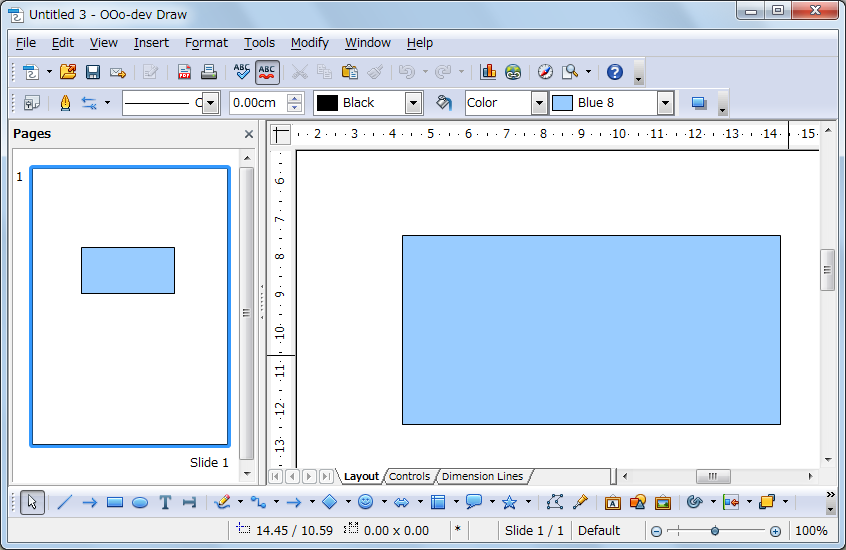 Untitled 3 - OOo-dev Draw
File Edit View Insert Format Tools Modify Window Help
ABC ABC
C 0.00cm Black Color Blue 8
Pages
2 3 4 5 6 7 8 9 10 11 12 13 14 15
1
6
7
8
9
10
11
12
13
Slide 1
Layout Controls Dimension Lines
T T A
14.45 / 10.59 0.00 x 0.00 * Slide 1 / 1 Default 100%